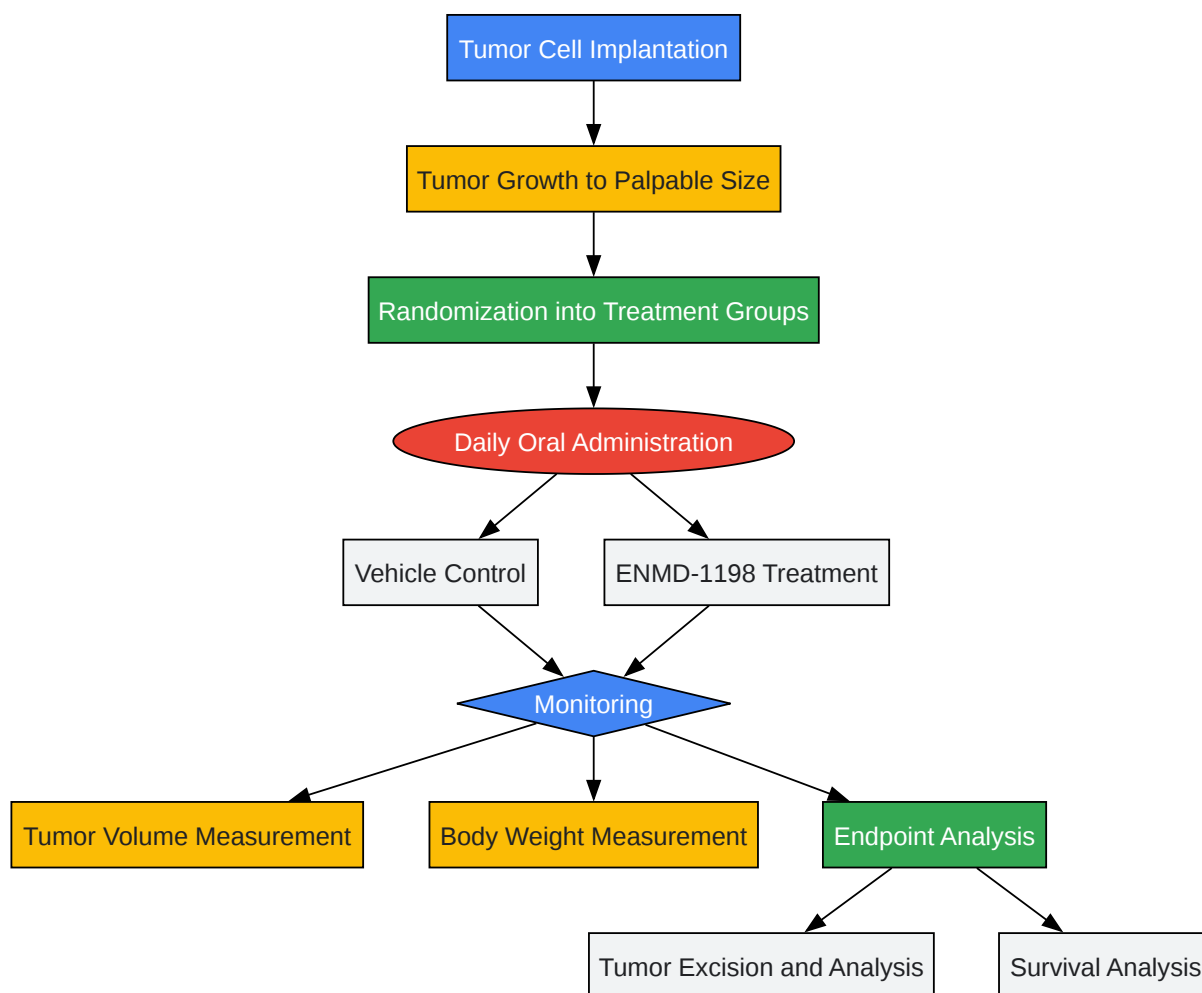 Tumor Cell Implantation
Tumor Growth to Palpable Size
Randomization into Treatment Groups
Daily Oral Administration
Vehicle Control
ENMD-1198 Treatment
Monitoring
Tumor Volume Measurement
Body Weight Measurement
Endpoint Analysis
Tumor Excision and Analysis
Survival Analysis